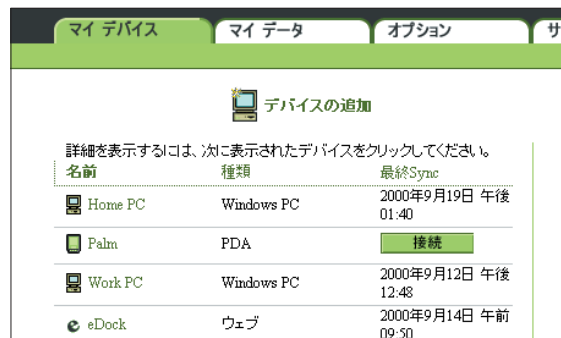 マイ デバイス マイ データ オプション サ
デバイスの追加
詳細を表示するには、次に表示されたデバイスをクリックしてください。
名前 種類 最終Sync
Home PC Windows PC 2000年9月19日 午後
01:40
Palm PDA 接続
Work PC Windows PC 2000年9月12日 午後
12:48
eDock ウェブ 2000年9月14日 午前
09:50